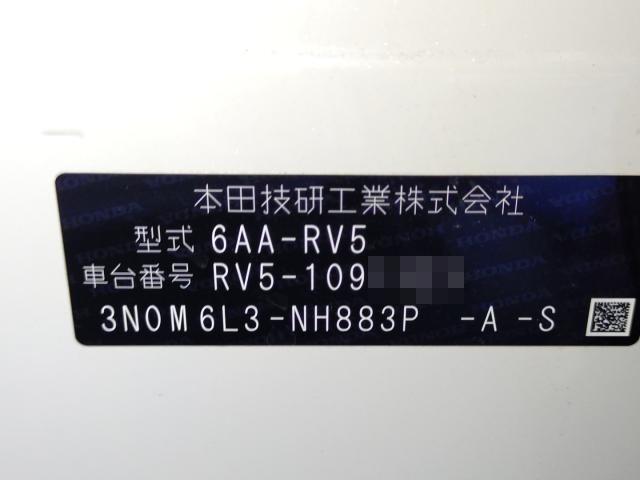 本田技研工業株式会社
型式 6AA-RV5
車台番号 RV5-109
3N0M6L3-NH883P -A -S